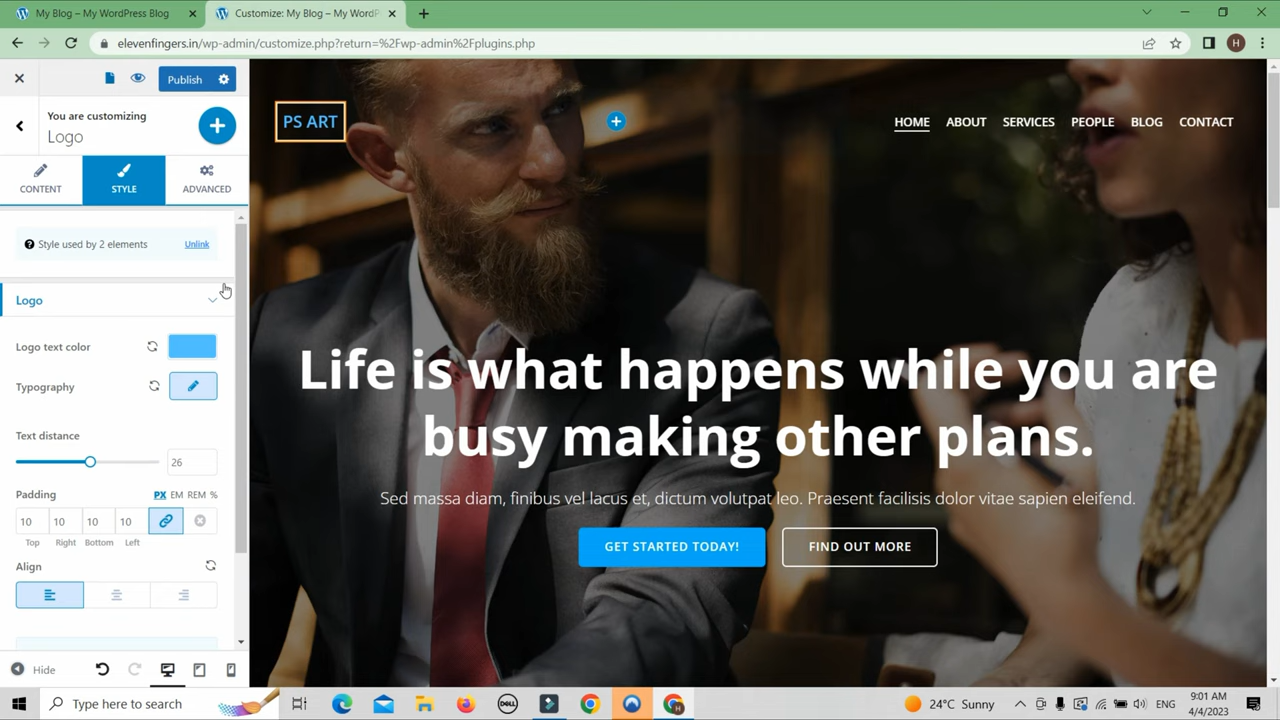 My Blog – My WordPress Blog
Customize: My Blog – My WordP
elevenfingers.in/wp-admin/customize.php?return=%2Fwp-admin%2Fplugins.php
H
Publish
You are customizing
Logo
CONTENT
STYLE
ADVANCED
Style used by 2 elements
Unlink
Logo
Logo text color
Typography
Text distance
26
Padding
PX EM REM %
10 10 10 10
Top Right Bottom Left
Align
Hide
PS ART
HOME ABOUT SERVICES PEOPLE BLOG CONTACT
Life is what happens while you are
busy making other plans.
Sed massa diam, finibus vel lacus et, dictum volutpat leo. Praesent facilisis dolor vitae sapien eleifend.
GET STARTED TODAY!
FIND OUT MORE
Type here to search
DELL
24°C Sunny
ENG
9:01 AM
4/4/2023